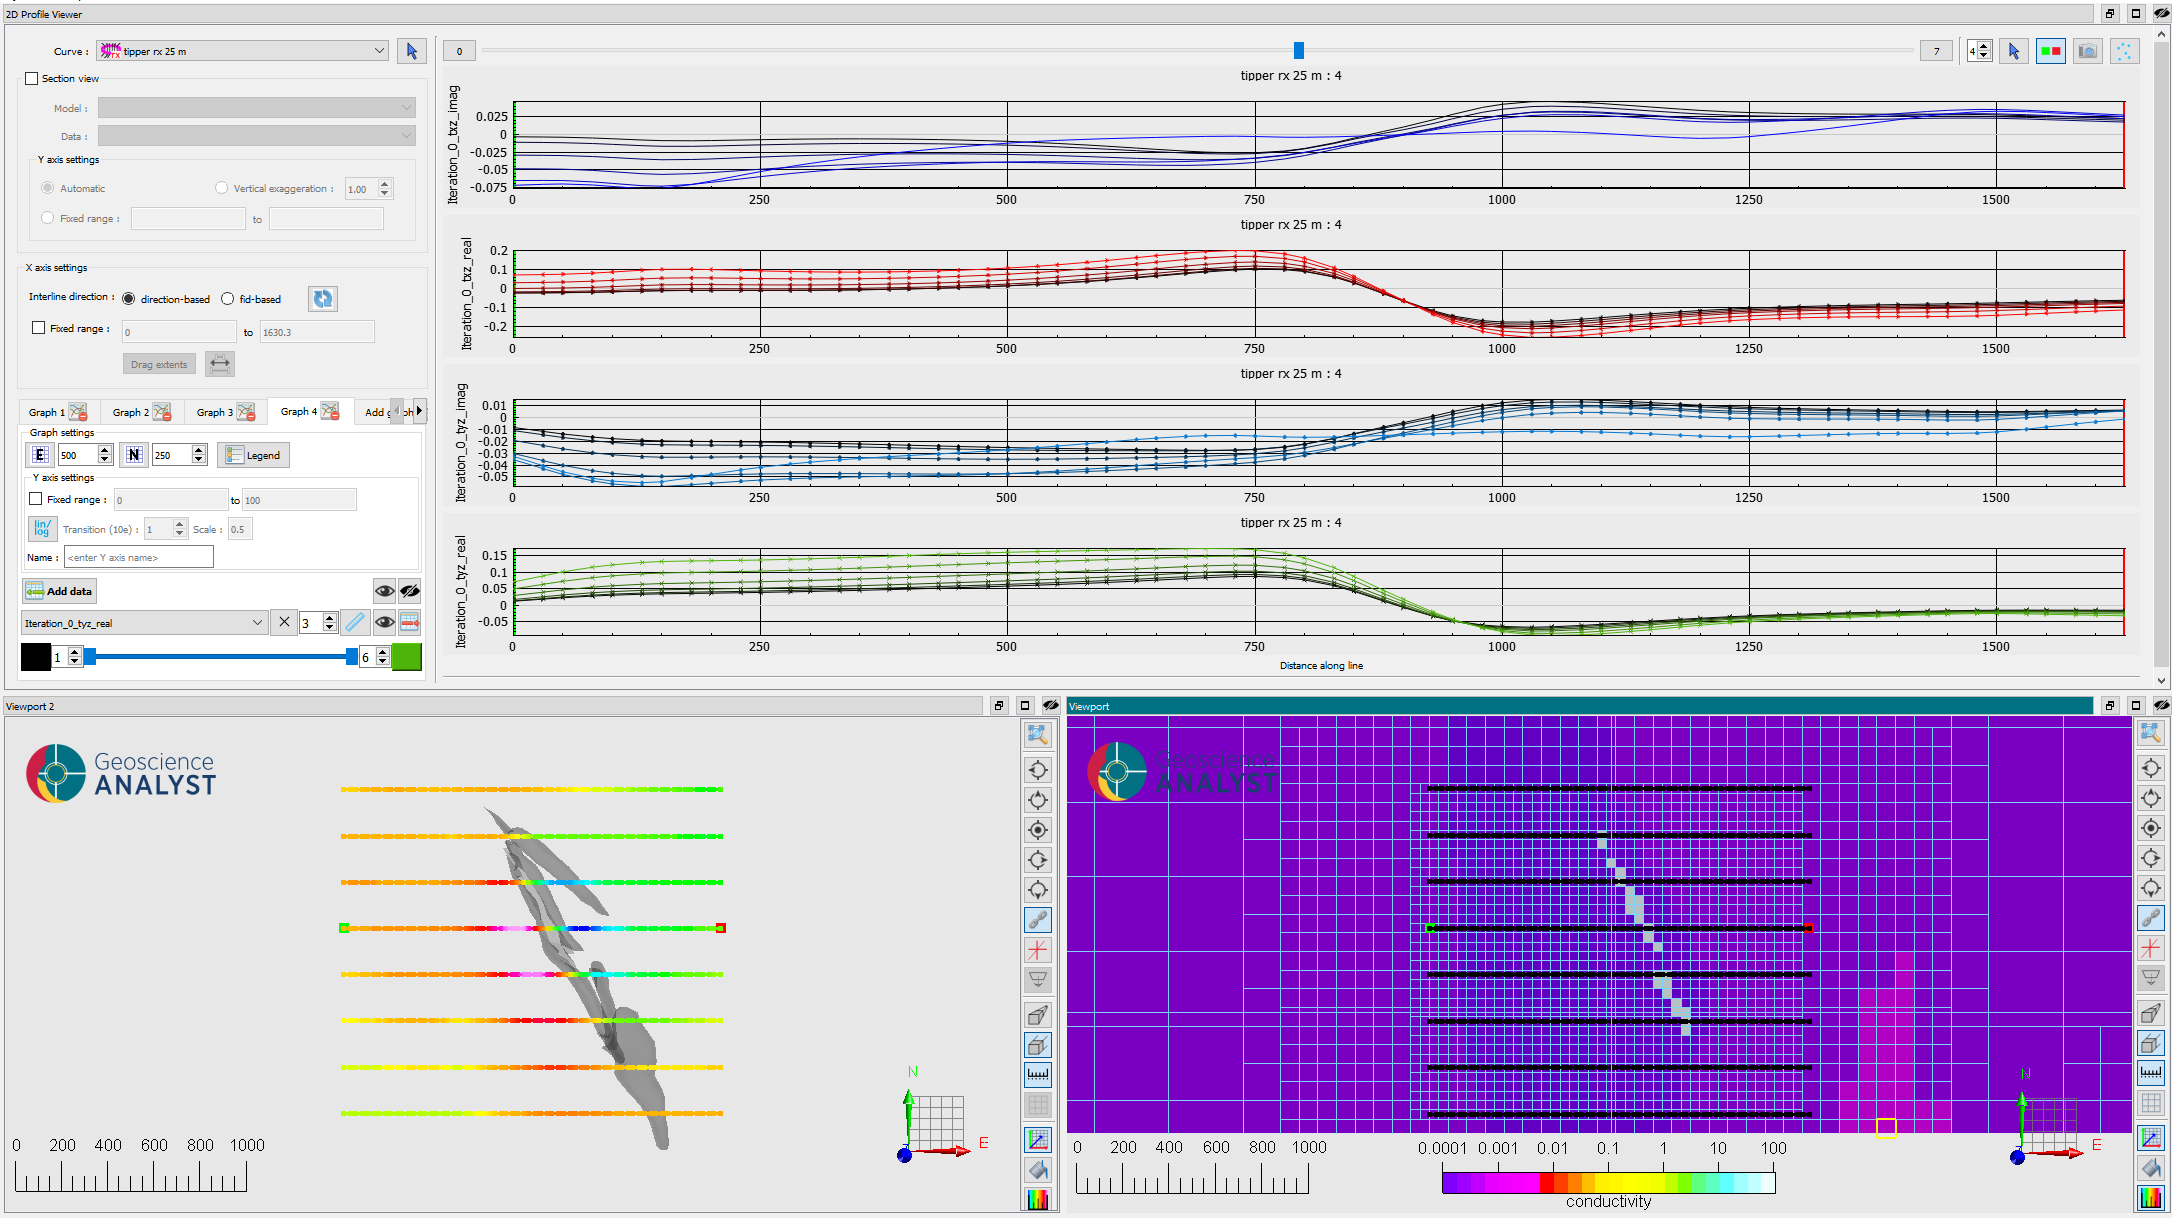 2D Profile Viewer
Curve : tipper rx 25 m
0 7 4
Section view
Model :
Data :
Y axis settings
Automatic Vertical exaggeration : 1.00
Fixed range : to
X axis settings
Interline direction : direction-based fid-based
Fixed range : 0 to 1630.3
Drag extents
Graph 1 Graph 2 Graph 3 Graph 4
Graph settings
E 500 N 250 Legend
Y axis settings
Fixed range : 0 to 100
lin/
log
Transition (10e) : 1 Scale : 0.5
Name : <enter Y axis name>
Add data
Iteration_0_tyz_real 3
1 6
tipper rx 25 m : 4
Iteration_0_txz_imag
0.025
0
-0.025
-0.05
-0.075
0 250 500 750 1000 1250 1500
tipper rx 25 m : 4
Iteration_0_txz_real
0.2
0.1
0
-0.1
-0.2
0 250 500 750 1000 1250 1500
tipper rx 25 m : 4
Iteration_0_tyz_imag
0.01
0
-0.01
-0.02
-0.03
-0.04
-0.05
0 250 500 750 1000 1250 1500
tipper rx 25 m : 4
Iteration_0_tyz_real
0.15
0.1
0.05
0
-0.05
0 250 500 750 1000 1250 1500
Distance along line
Viewport 2
Geoscience
ANALYST
N
E
0 200 400 600 800 1000
Viewport
Geoscience
ANALYST
N
E
0 200 400 600 800 1000
0.0001 0.001 0.01 0.1 1 10 100
conductivity